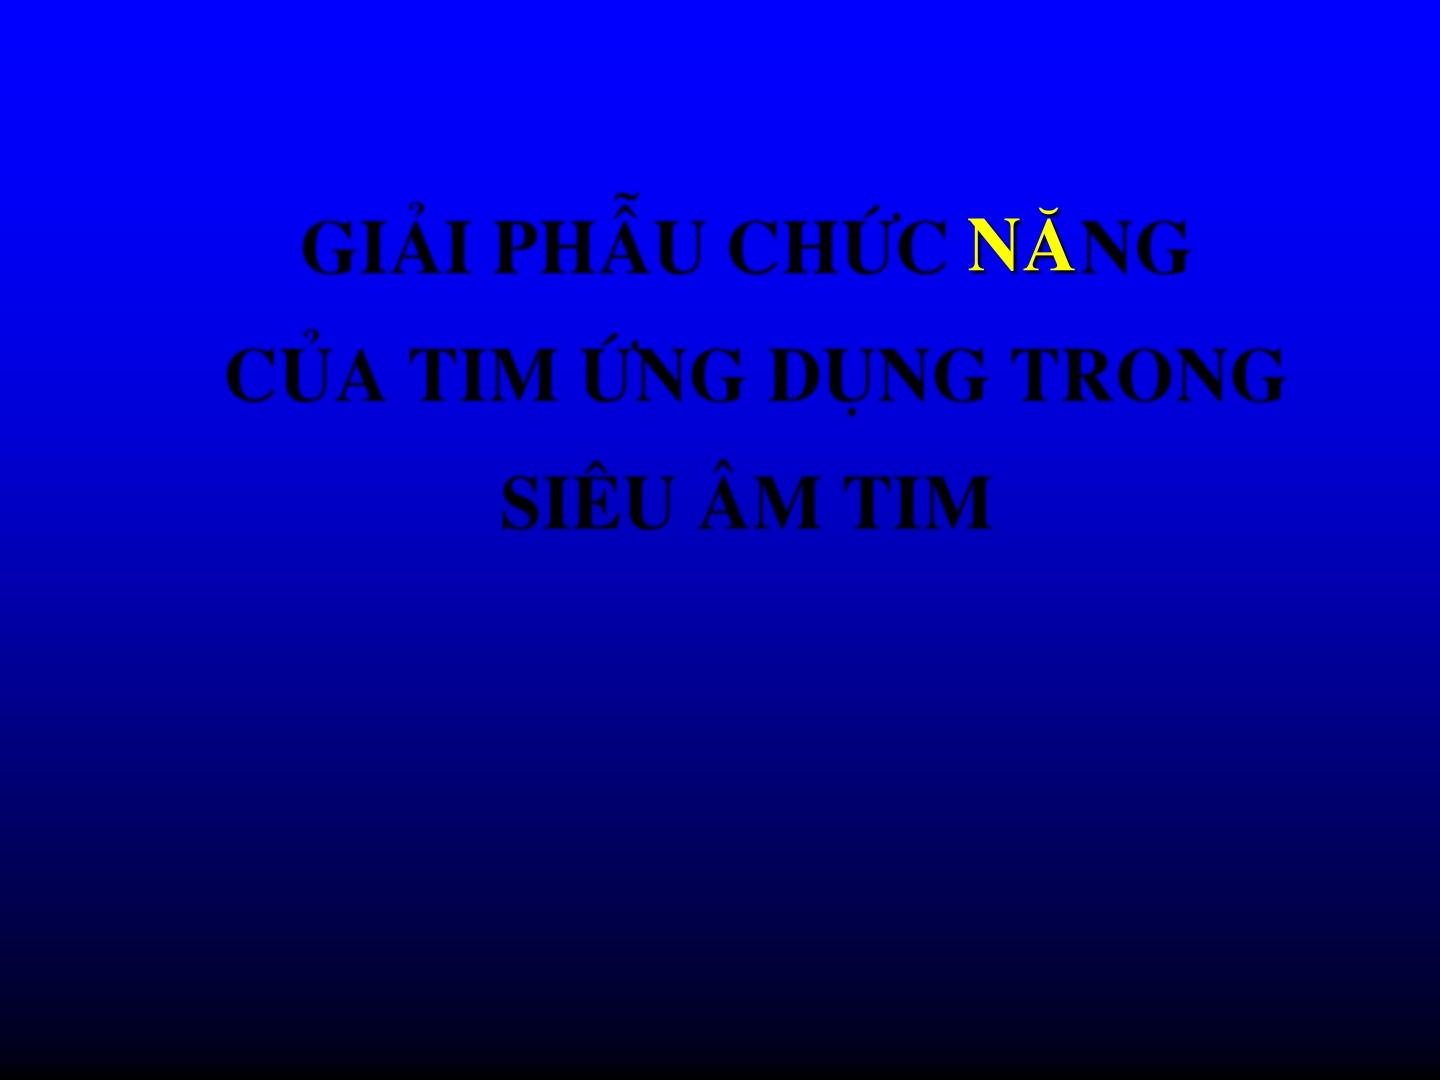 GIẢI PHẪU CHỨC NĂNG
CỦA TIM ỨNG DỤNG TRONG
SIÊU ÂM TIM